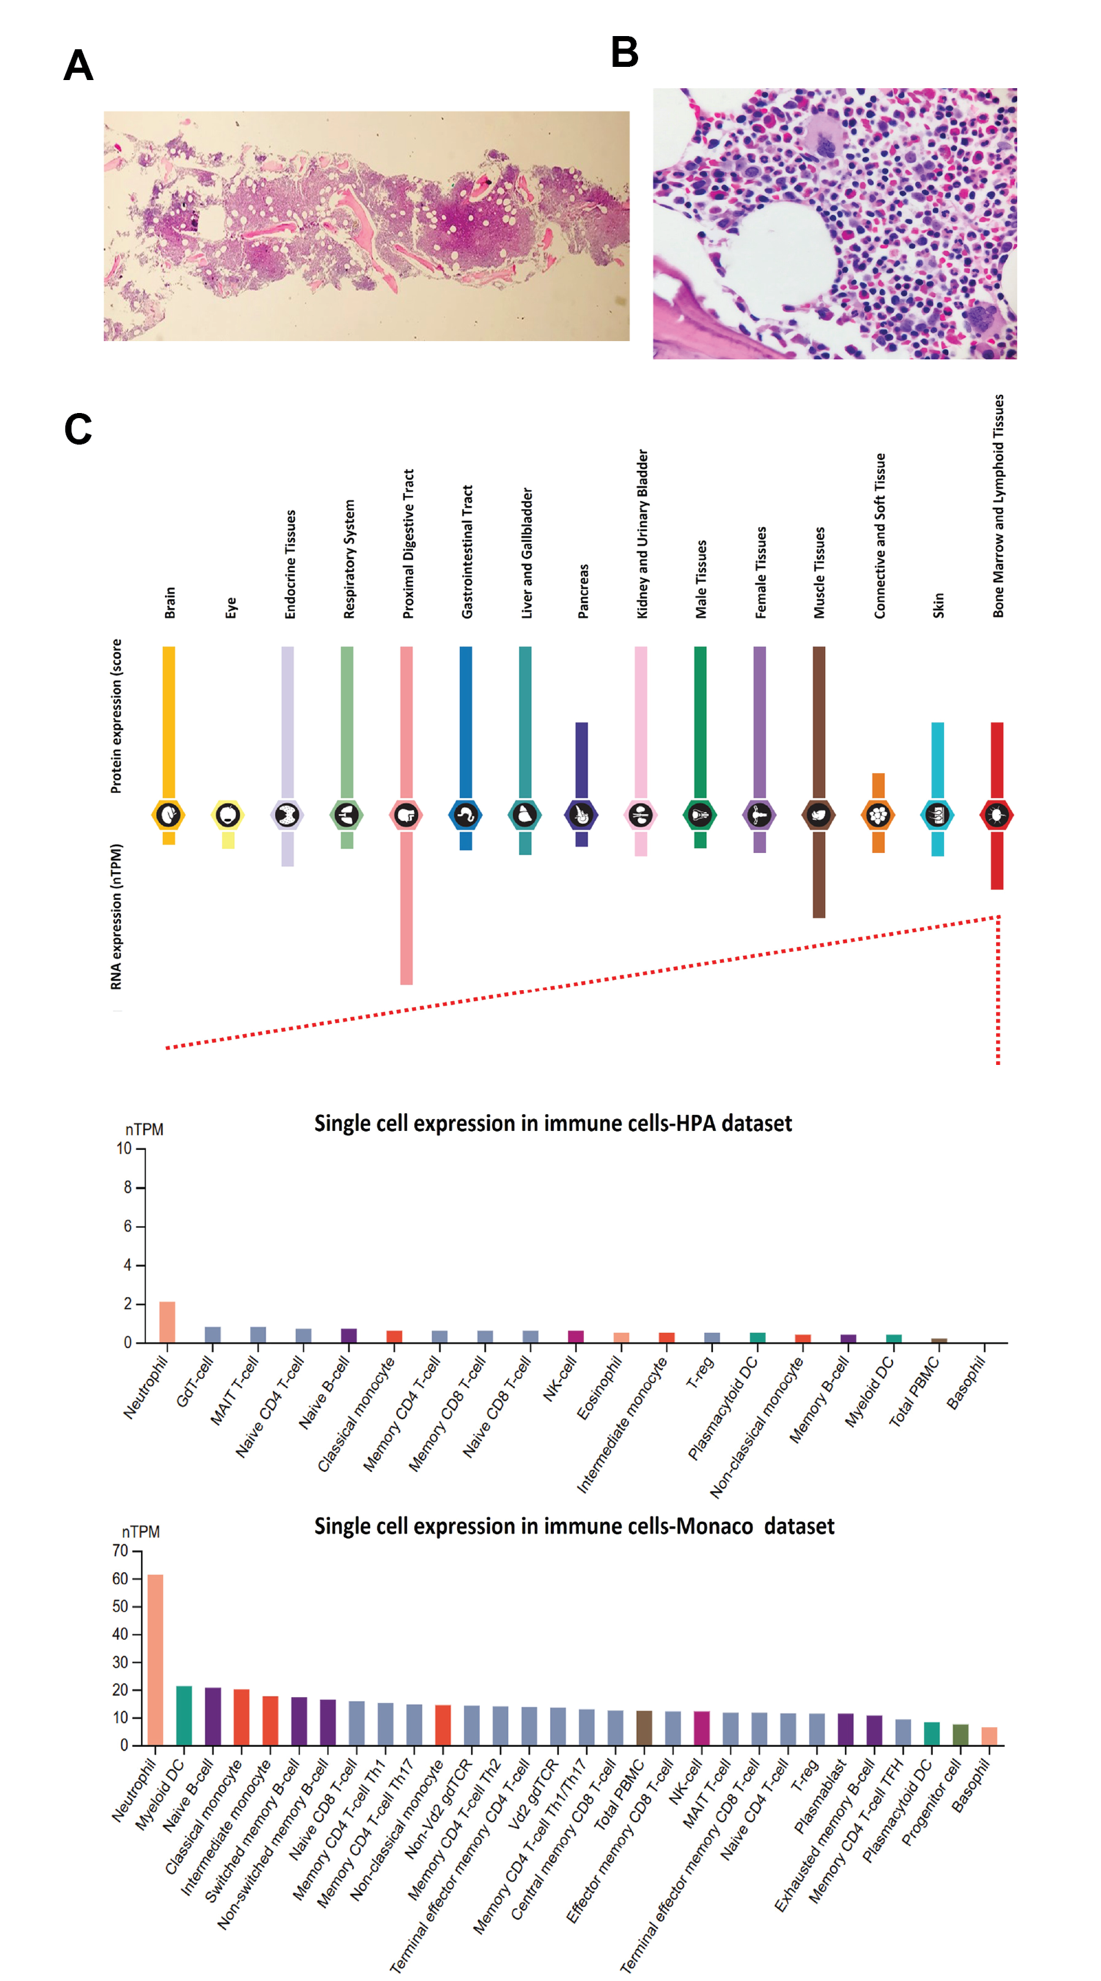 A
B
C
Brain
Eye
Endocrine Tissues
Respiratory System
Proximal Digestive Tract
Gastrointestinal Tract
Liver and Gallbladder
Pancreas
Kidney and Urinary Bladder
Male Tissues
Female Tissues
Muscle Tissues
Connective and Soft Tissue
Skin
Bone Marrow and Lymphoid Tissues
Protein expression (score
RNA expression (nTPM)
Single cell expression in immune cells-HPA dataset
nTPM
10
8
6
4
2
0
Neutrophil
GdT-cell
MAIT T-cell
Naive CD4 T-cell
Naive B-cell
Classical monocyte
Memory CD4 T-cell
Memory CD8 T-cell
Naive CD8 T-cell
NK-cell
Eosinophil
Intermediate monocyte
T-reg
Plasmacytoid DC
Non-classical monocyte
Memory B-cell
Myeloid DC
Total PBMC
Basophil
Single cell expression in immune cells-Monaco dataset
nTPM
70
60
50
40
30
20
10
0
Neutrophil
Myeloid DC
Naive B-cell
Classical monocyte
Intermediate monocyte
Switched memory B-cell
Non-switched memory B-cell
Naive CD8 T-cell
Memory CD4 T-cell Th1
Memory CD4 T-cell Th17
Non-classical monocyte
Non-Vd2 gdTCR
Memory CD4 T-cell Th2
Terminal effector memory CD4 T-cell
Vd2 gdTCR
Memory CD4 T-cell Th1/Th17
Central memory CD8 T-cell
Total PBMC
Effector memory CD8 T-cell
NK-cell
MAIT T-cell
Terminal effector memory CD8 T-cell
Naive CD4 T-cell
T-reg
Plasmablast
Exhausted memory B-cell
Memory CD4 T-cell TFH
Plasmacytoid DC
Progenitor cell
Basophil